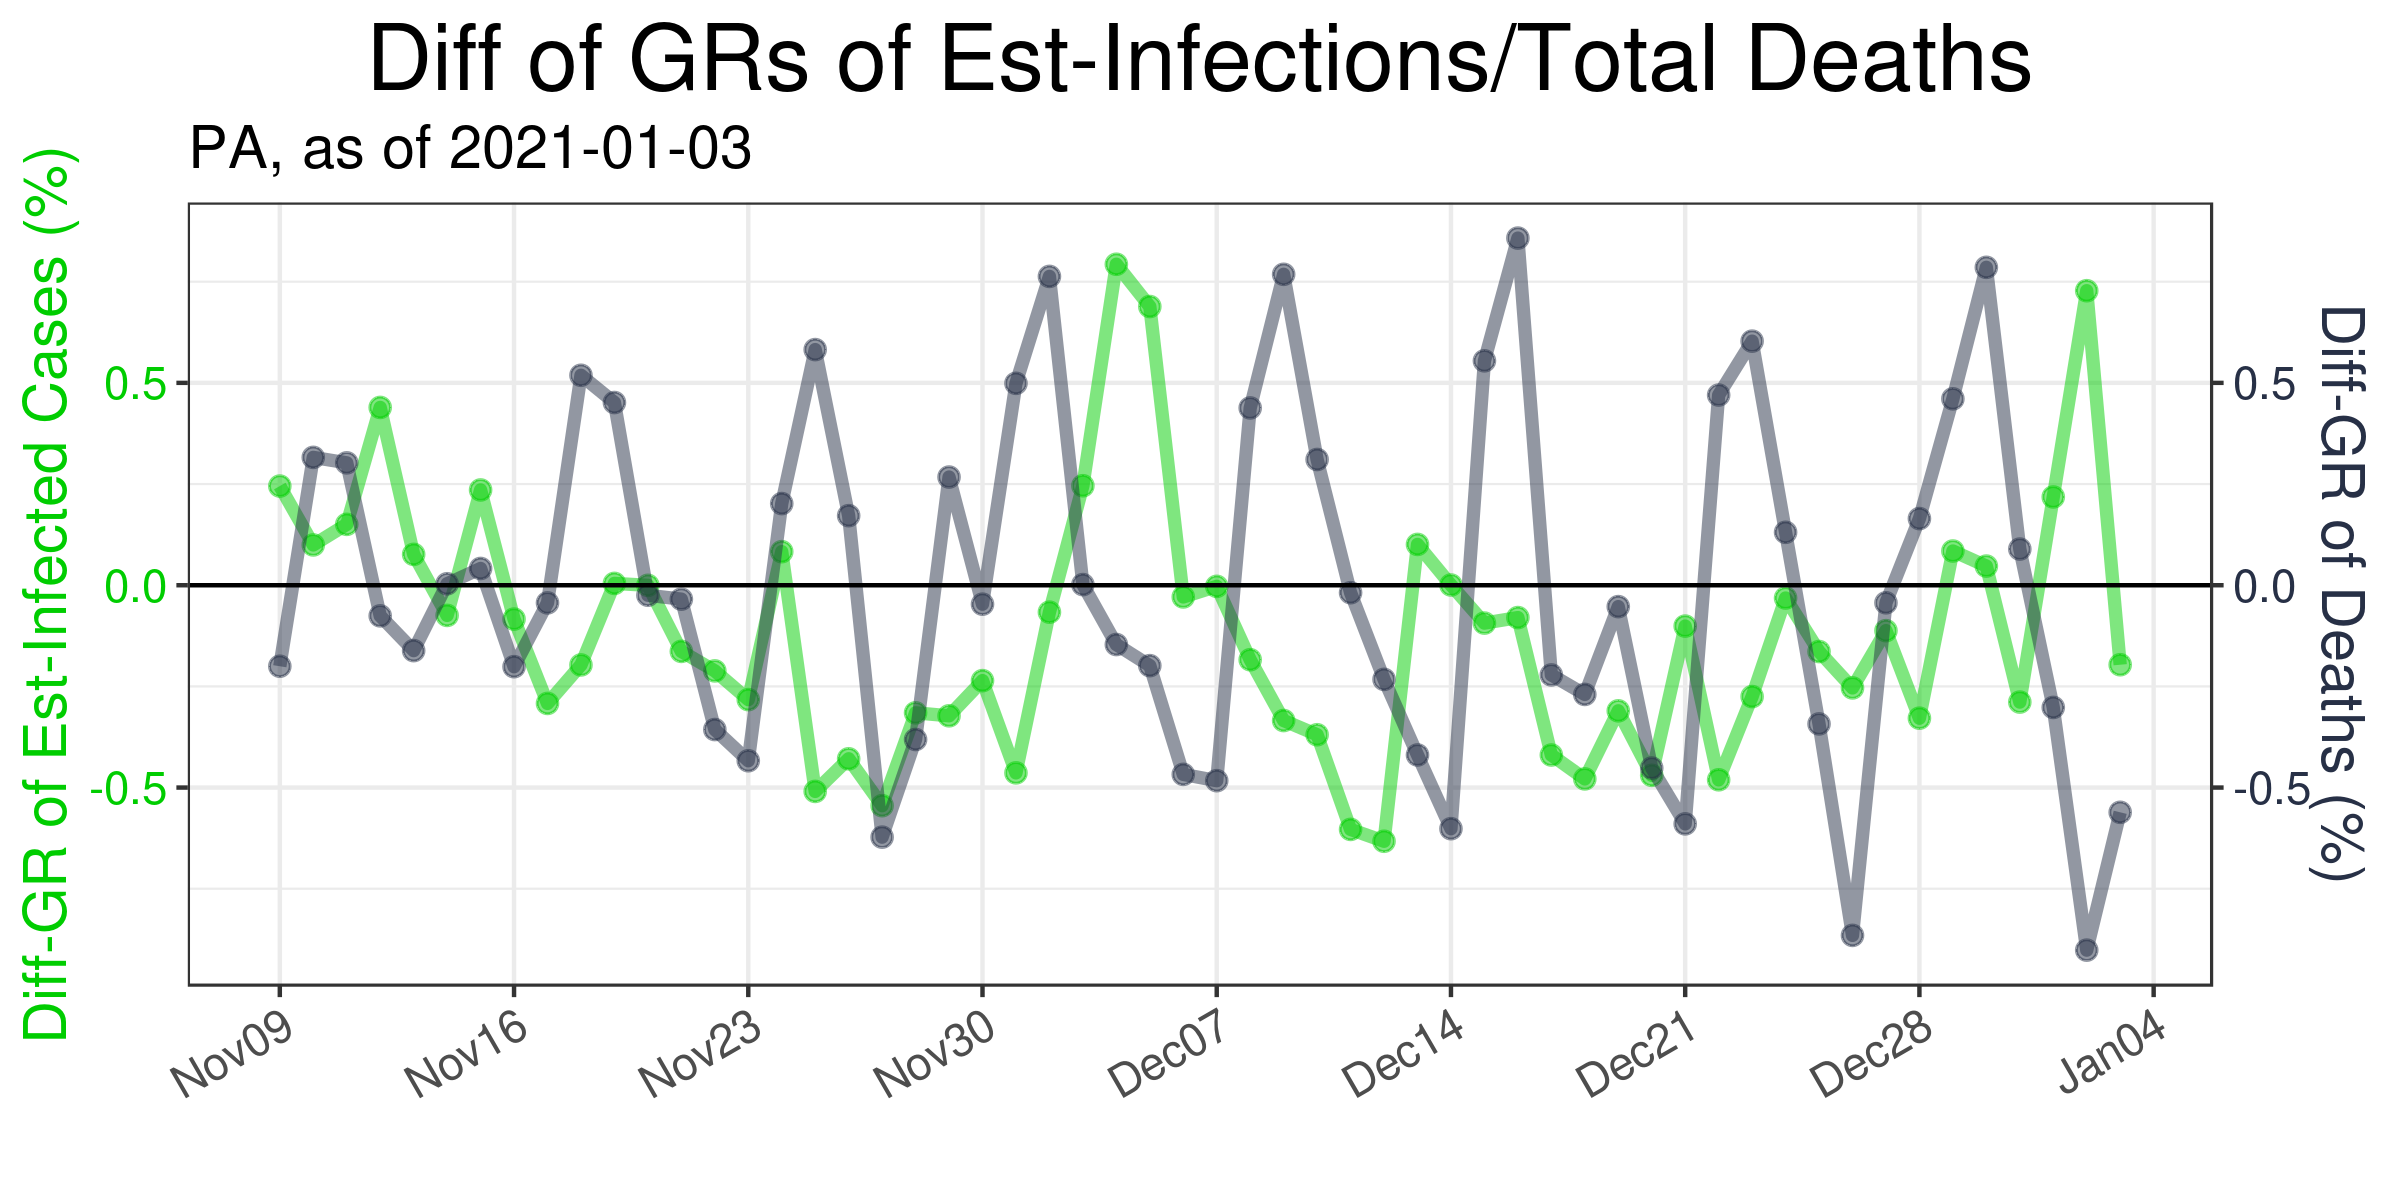 Diff of GRs of Est-Infections/Total Deaths
PA, as of 2021-01-03
Diff-GR of Est-Infected Cases (%)
0.5
0.0
-0.5
0.5
0.0
-0.5
Diff-GR of Deaths (%)
Nov09
Nov16
Nov23
Nov30
Dec07
Dec14
Dec21
Dec28
Jan04